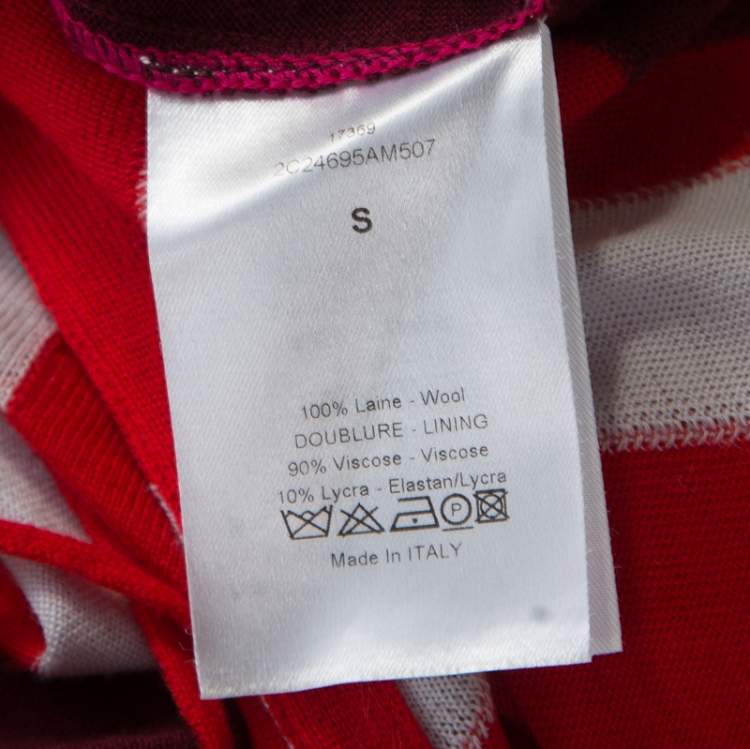 17369
2C24695AM507
S
100% Laine - Wool
DOUBLURE - LINING
90% Viscose - Viscose
10% Lycra - Elastan/Lycra
P
Made In ITALY